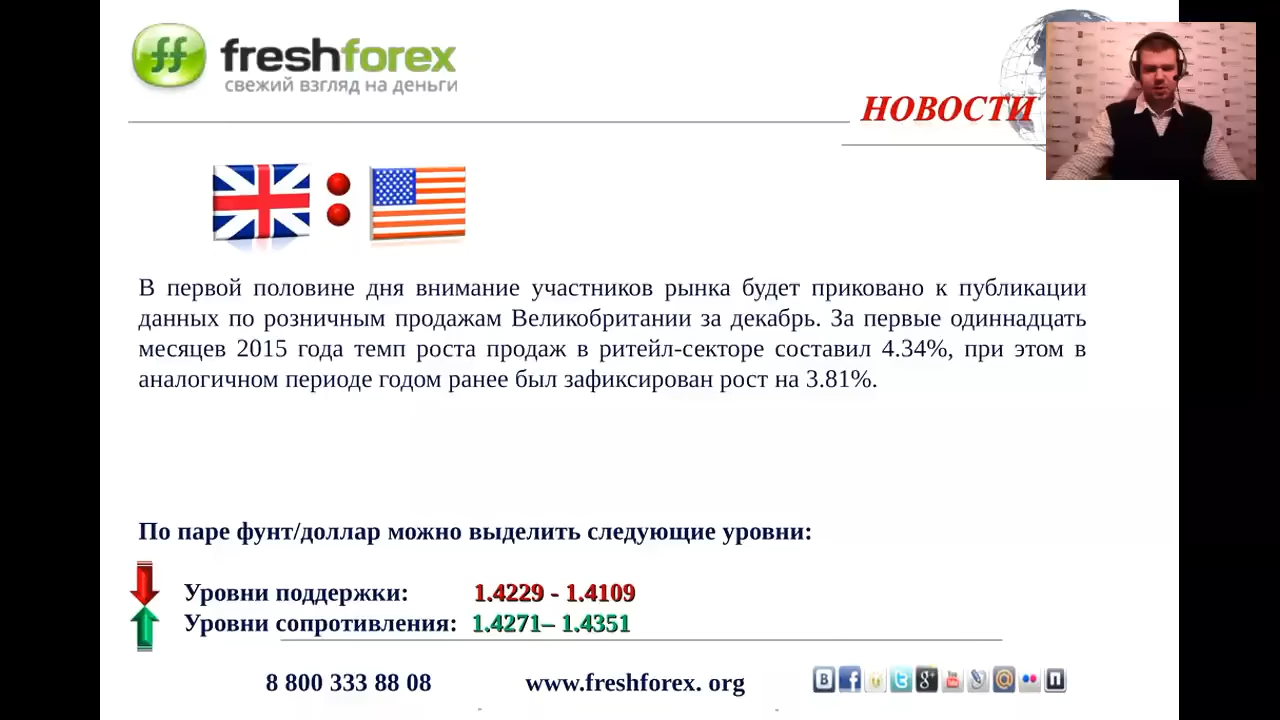 ff freshforex
свежий взгляд на деньги
НОВОСТИ
В первой половине дня внимание участников рынка будет приковано к публикации
данных по розничным продажам Великобритании за декабрь. За первые одиннадцать
месяцев 2015 года темп роста продаж в ритейл-секторе составил 4.34%, при этом в
аналогичном периоде годом ранее был зафиксирован рост на 3.81%.
По паре фунт/доллар можно выделить следующие уровни:
Уровни поддержки: 1.4229 - 1.4109
Уровни сопротивления: 1.4271– 1.4351
8 800 333 88 08 www.freshforex. org